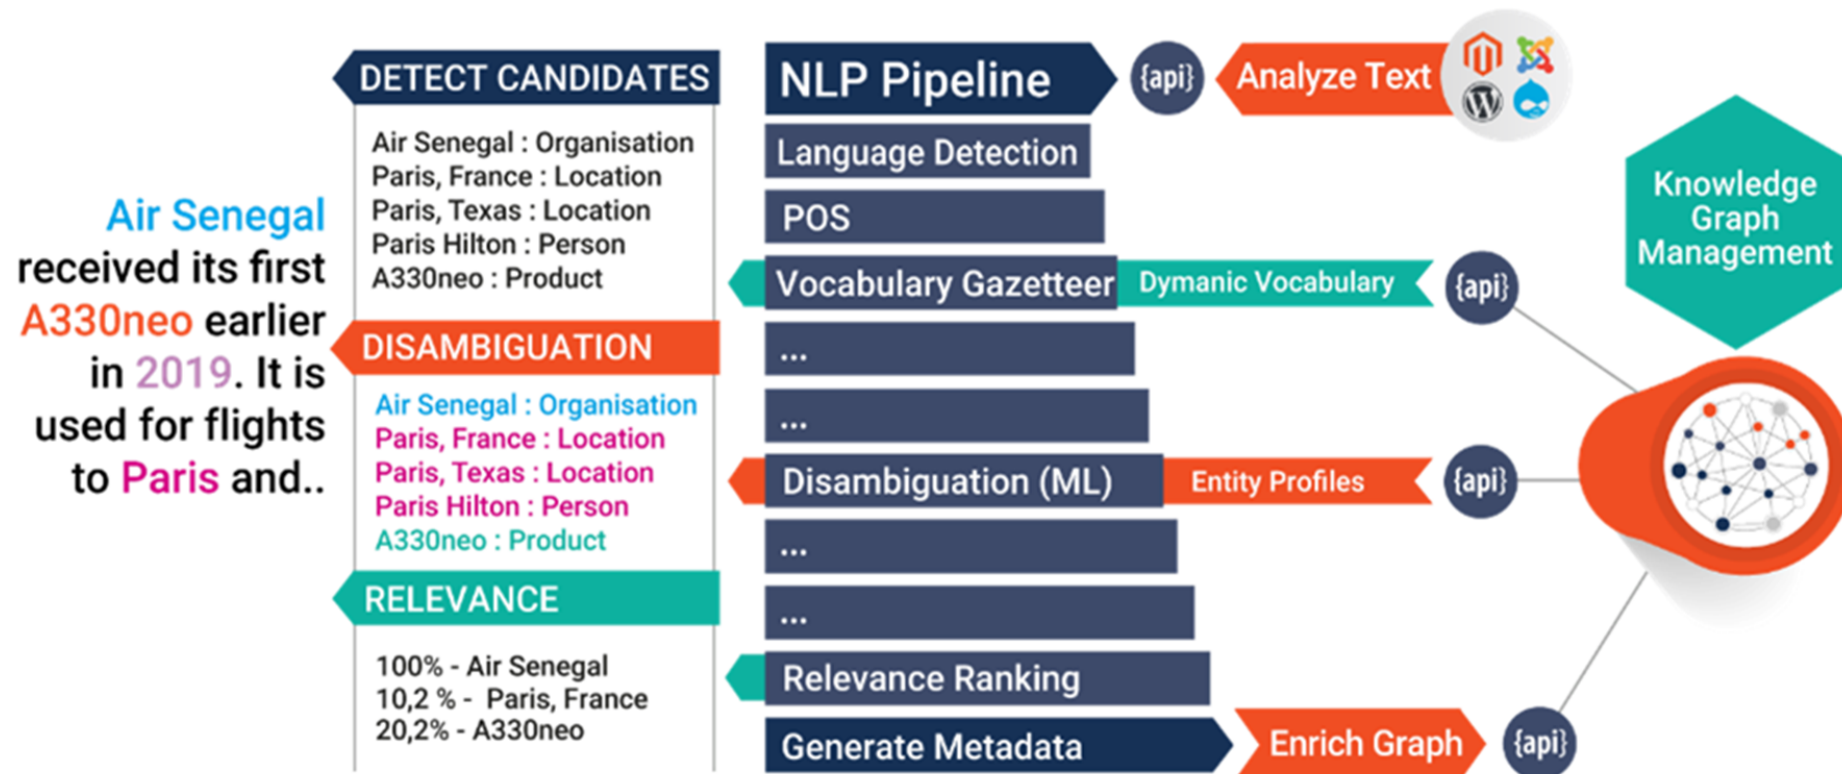 Air Senegal
received its first
A330neo earlier
in 2019. It is
used for flights
to Paris and..
DETECT CANDIDATES
Air Senegal : Organisation
Paris, France : Location
Paris, Texas : Location
Paris Hilton : Person
A330neo : Product
DISAMBIGUATION
Air Senegal : Organisation
Paris, France : Location
Paris, Texas : Location
Paris Hilton : Person
A330neo : Product
RELEVANCE
100% - Air Senegal
10,2 % - Paris, France
20,2% - A330neo
NLP Pipeline
{api}
Analyze Text
Language Detection
POS
Vocabulary Gazetteer
Dymanic Vocabulary
{api}
...
...
Disambiguation (ML)
Entity Profiles
{api}
...
...
Relevance Ranking
Generate Metadata
Enrich Graph
{api}
Knowledge
Graph
Management